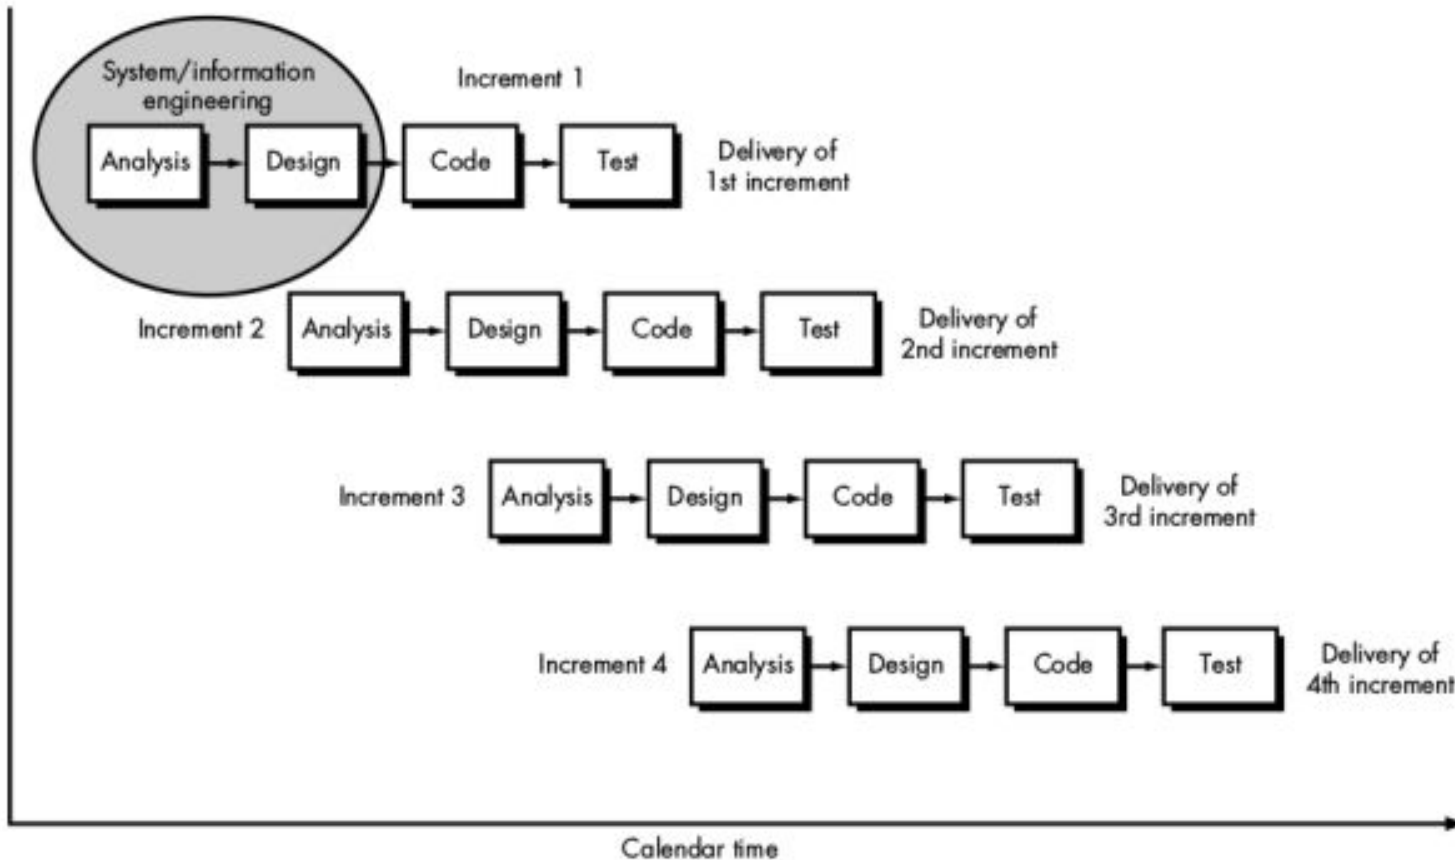 System/information
engineering
Increment 1
Analysis
Design
Code
Test
Delivery of
1st increment
Increment 2
Analysis
Design
Code
Test
Delivery of
2nd increment
Increment 3
Analysis
Design
Code
Test
Delivery of
3rd increment
Increment 4
Analysis
Design
Code
Test
Delivery of
4th increment
Calendar time